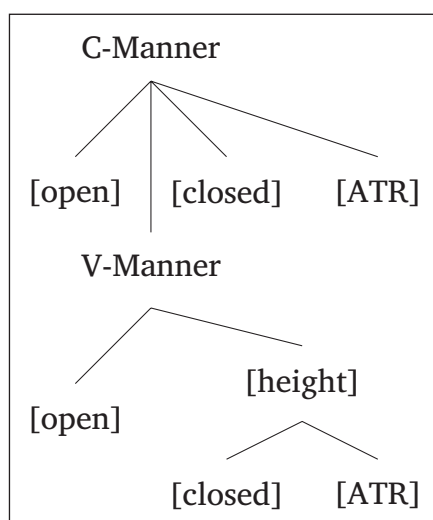 C-Manner
[open] [closed] [ATR]
V-Manner
[height]
[open]
[closed] [ATR]